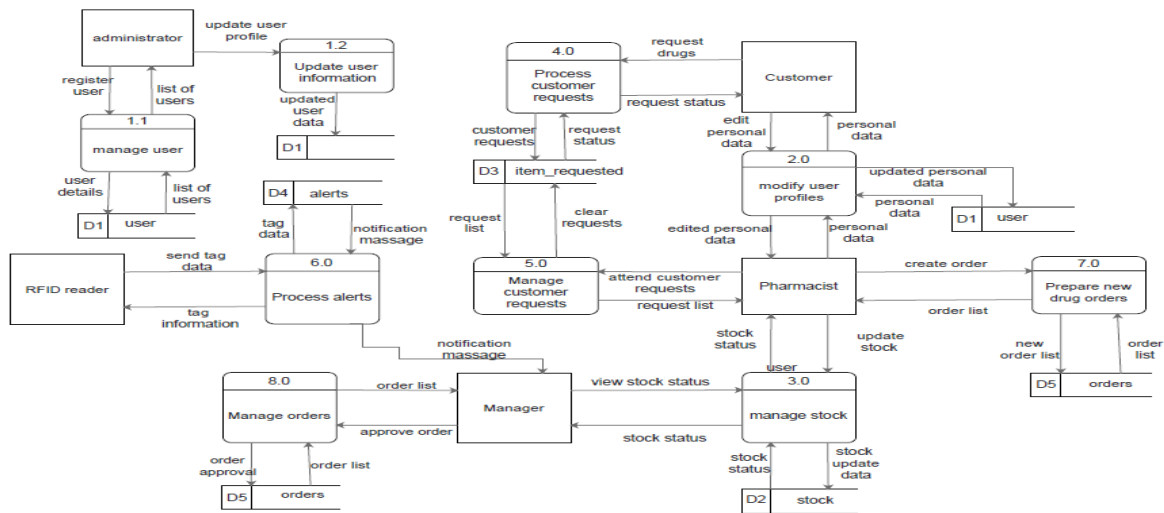 administrator
update user
profile
1.2
Update user
information
register
user
list of
users
updated
user
data
1.1
manage user
D1
user
details
list of
users
D1
user
D4
alerts
tag
data
notification
massage
RFID reader
send tag
data
tag
information
6.0
Process alerts
notification
massage
4.0
Process
customer
requests
request
drugs
request status
Customer
customer
requests
request
status
edit
personal
data
personal
data
D3
item_requested
2.0
modify user
profiles
updated personal
data
personal
data
D1
user
request
list
clear
requests
edited personal
data
personal
data
5.0
Manage
customer
requests
attend customer
requests
request list
Pharmacist
create order
order list
7.0
Prepare new
drug orders
stock
status
update
stock
new
order list
order
list
D5
orders
8.0
Manage orders
order list
approve order
Manager
view stock status
stock status
user
3.0
manage stock
order
approval
order list
D5
orders
stock
status
stock
update
data
D2
stock